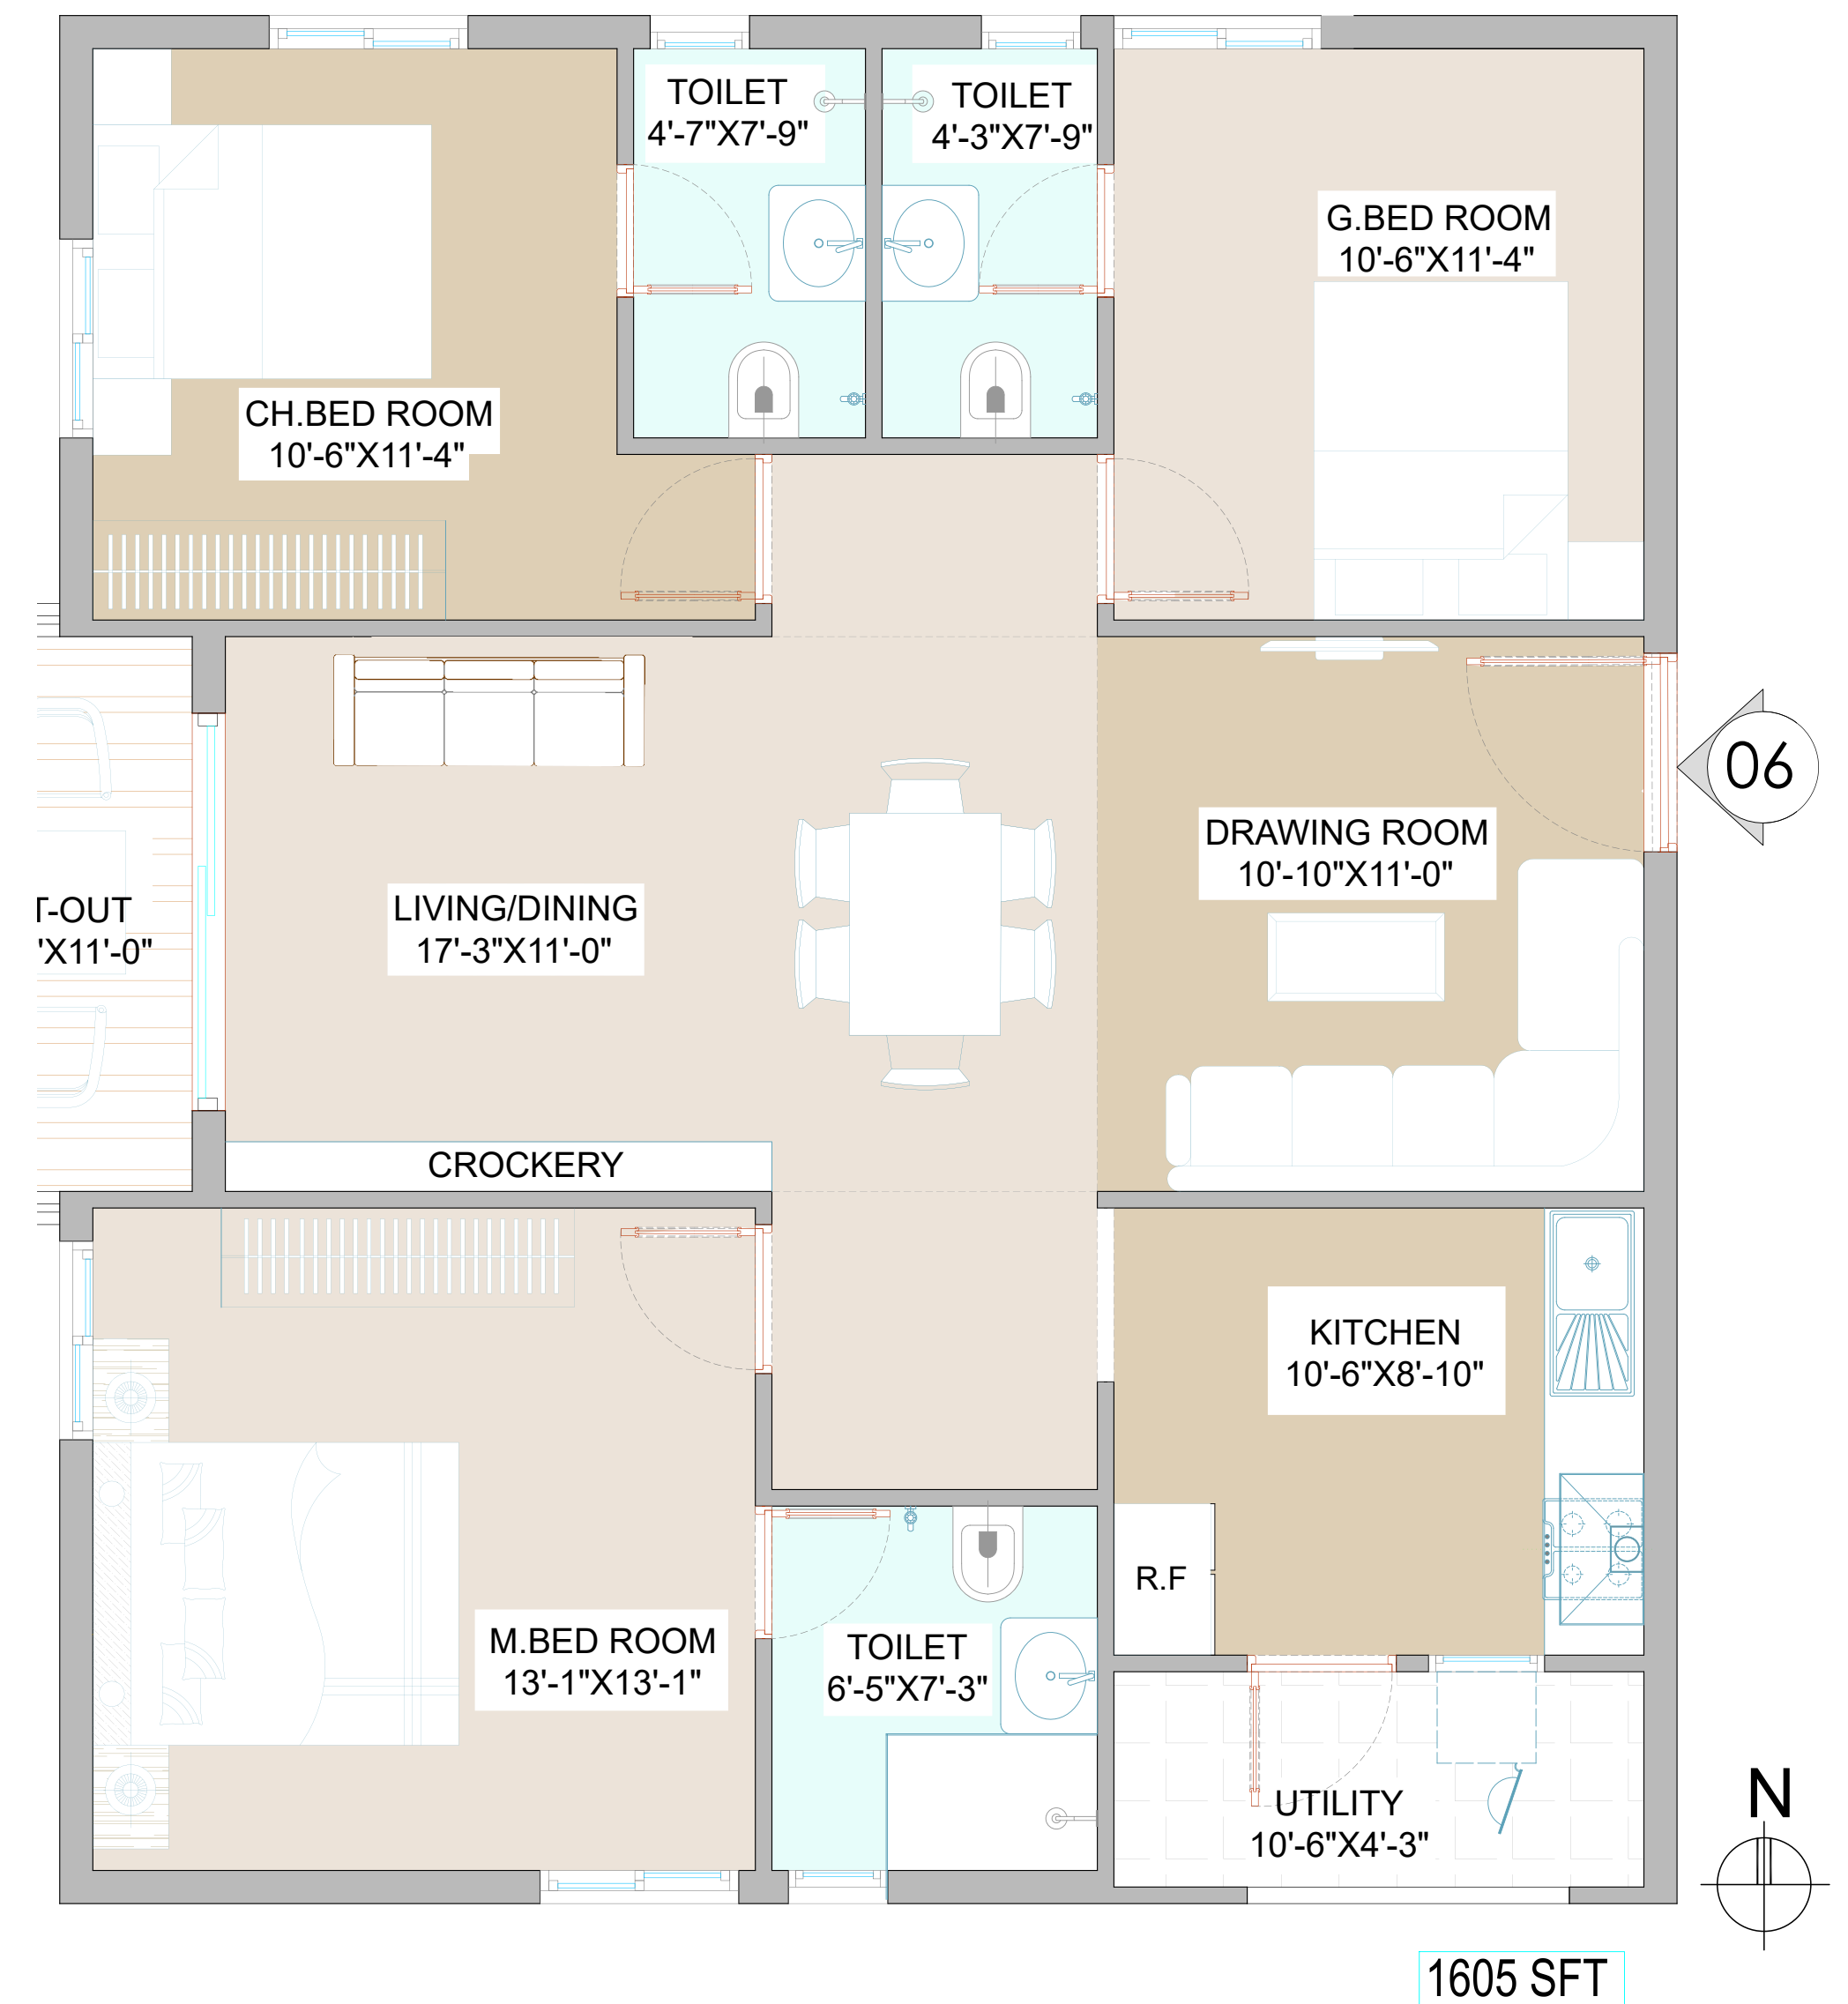 TOILET
4'-7"X7'-9"
TOILET
4'-3"X7'-9"
G.BED ROOM
10'-6"X11'-4"
CH.BED ROOM
10'-6"X11'-4"
06
DRAWING ROOM
10'-10"X11'-0"
LIVING/DINING
17'-3"X11'-0"
T-OUT
'X11'-0"
CROCKERY
KITCHEN
10'-6"X8'-10"
R.F
M.BED ROOM
13'-1"X13'-1"
TOILET
6'-5"X7'-3"
UTILITY
10'-6"X4'-3"
N
1605 SFT